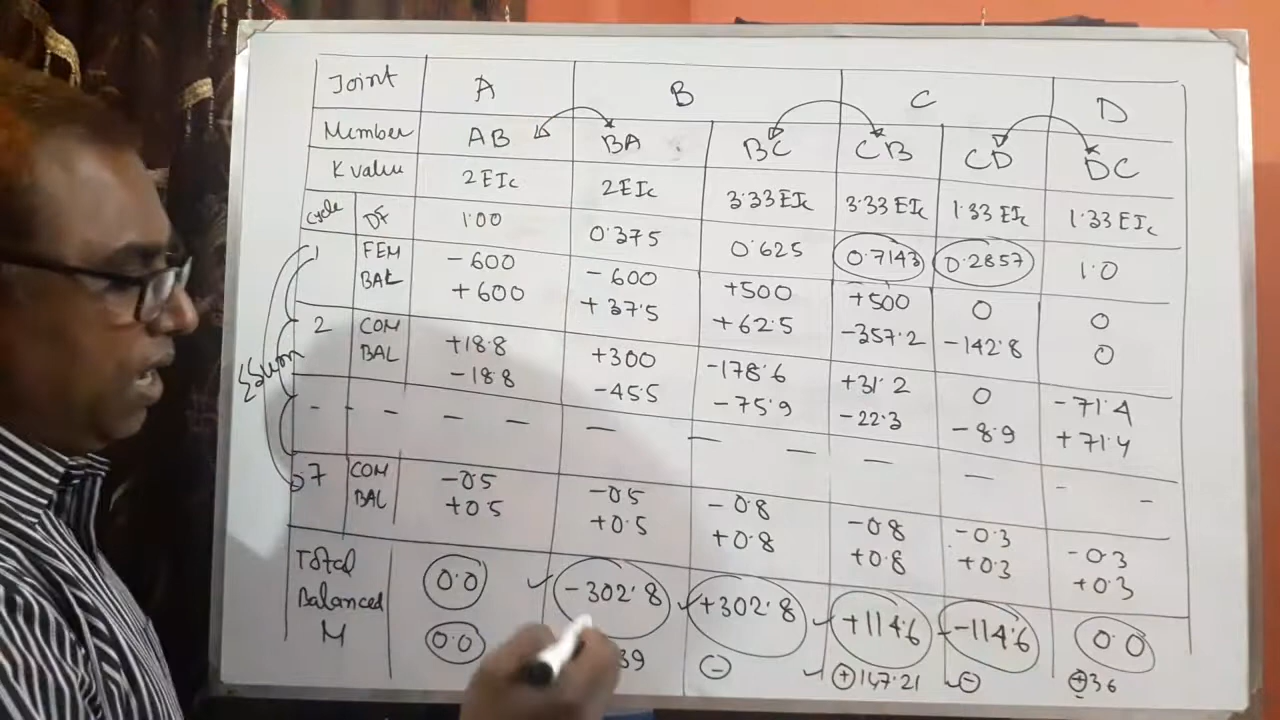 Joint A B C D
Member AB BA BC CB CD DC
K value 2EIc 2EIc 3.33EIc 3.33EIc 1.33EIc 1.33EIc
Cycle DF 1.00 0.375 0.625 0.7143 0.2857 1.0
1 FEM -600 -600 +500 +500 0 0
BAL +600 +37.5 +62.5 -357.2 -142.8 0
2 COM +18.8 +300 -178.6 +31.2 0 -71.4
BAL -18.8 -45.5 -75.9 -22.3 -8.9 +71.4
- - - - - - - - - - - -
7 COM -0.5 -0.5 -0.8 -0.8 -0.3 -0.3
BAL +0.5 +0.5 +0.8 +0.8 +0.3 +0.3
Total 0.0 -302.8 +302.8 +114.6 -114.6 0.0
Balanced
M 0.0 39 - +147.21 - +36